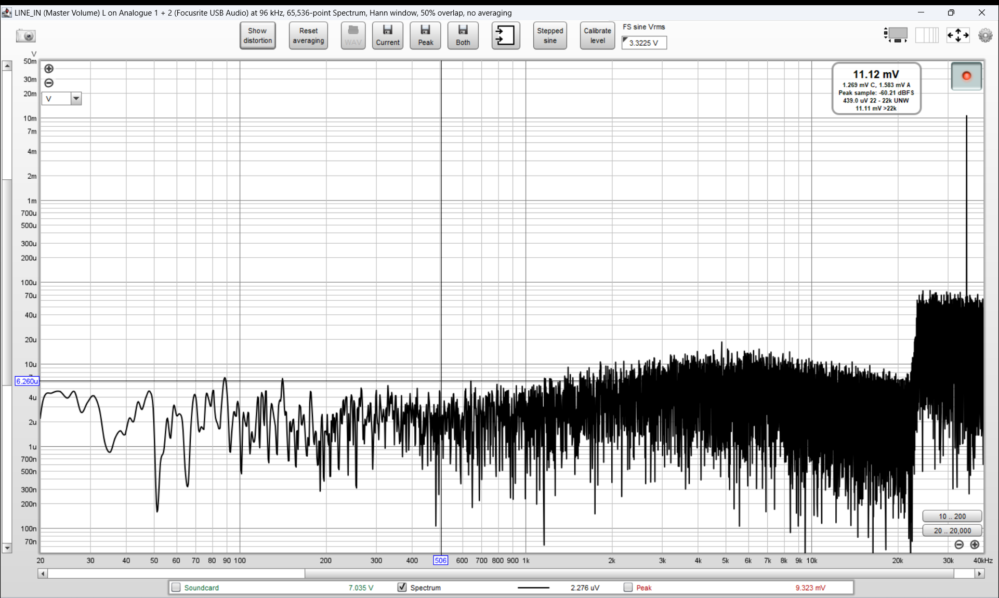 LINE_IN (Master Volume) L on Analogue 1 + 2 (Focusrite USB Audio) at 96 kHz, 65,536-point Spectrum, Hann window, 50% overlap, no averaging
Show distortion
Reset averaging
WAV
Current
Peak
Both
Stepped sine
Calibrate level
FS sine Vrms
3.3225 V
V
50m
30m
20m
10m
7m
4m
2m
1m
700u
500u
300u
200u
100u
70u
40u
20u
10u
6.260u
4u
2u
1u
700n
500n
300n
200n
100n
70n
V
11.12 mV
1.269 mV C, 1.583 mV A
Peak sample: -60.21 dBFS
439.0 uV 22 - 22k UNW
11.11 mV >22k
10 .. 200
20 .. 20,000
20 30 40 50 60 70 80 90 100 200 300 400 506 600 700 800 900 1k 2k 3k 4k 5k 6k 7k 8k 9k 10k 20k 30k 40kHz
Soundcard 7.035 V Spectrum 2.276 uV Peak 9.323 mV